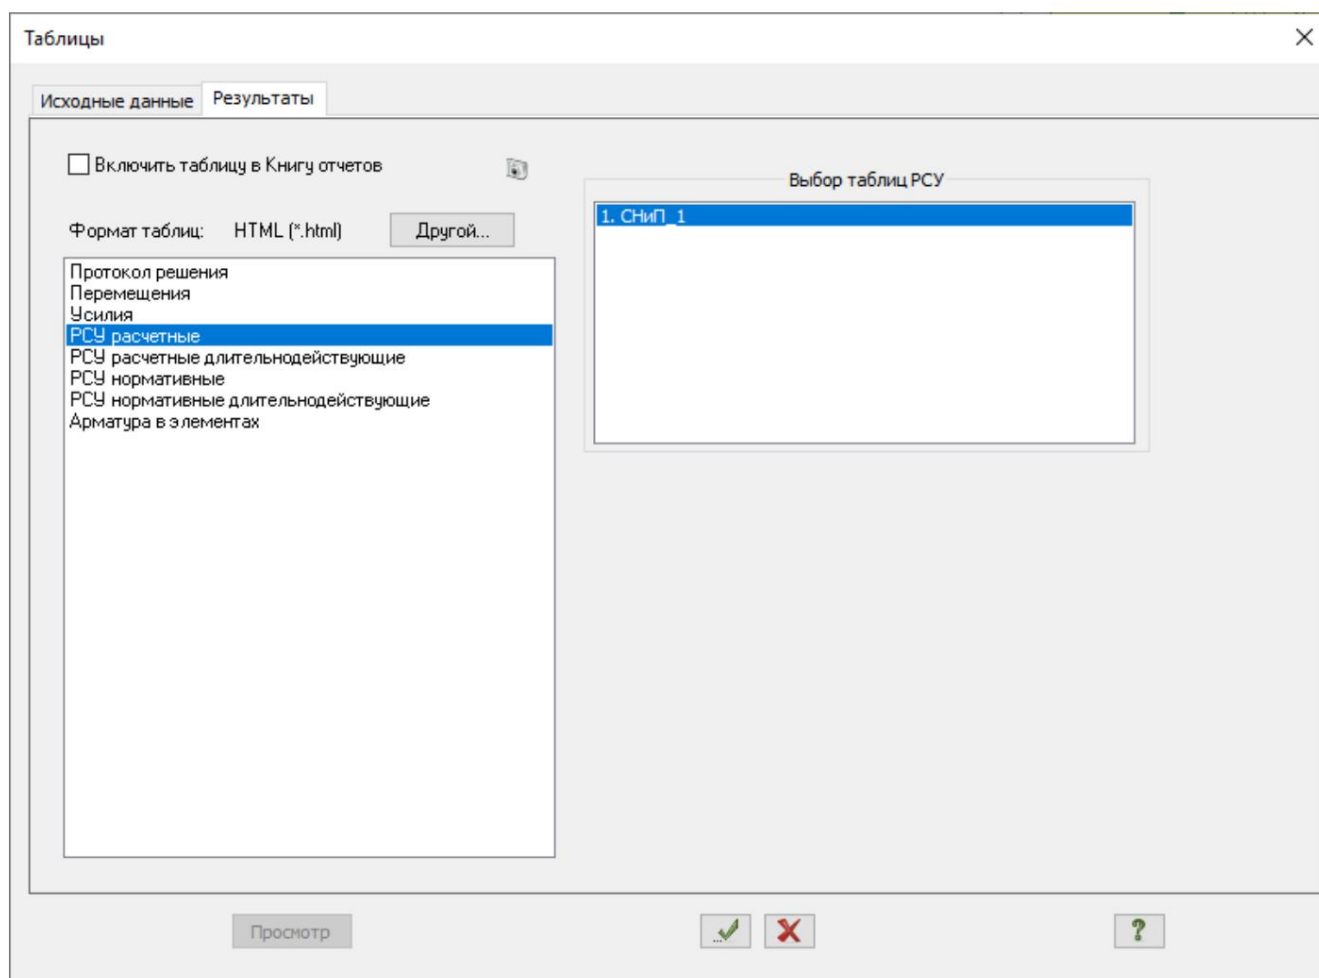 Таблицы
Исходные данные
Результаты
Включить таблицу в Книгу отчетов
Формат таблиц: HTML (*.html) Другой...
Протокол решения
Перемещения
Усилия
РСУ расчетные
РСУ расчетные длительнодействующие
РСУ нормативные
РСУ нормативные длительнодействующие
Арматура в элементах
Выбор таблиц РСУ
1. СНиП_1
Просмотр
?